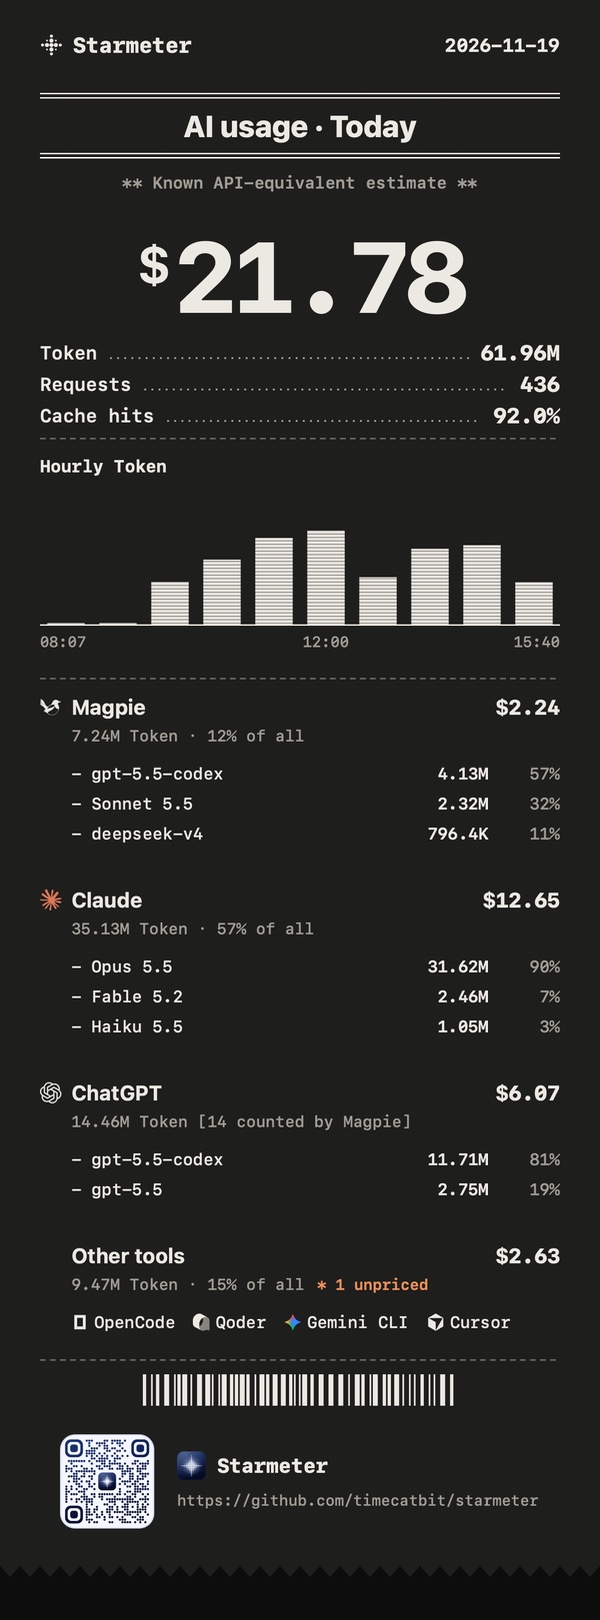 Starmeter 2026-11-19
AI usage · Today
** Known API-equivalent estimate **
$21.78
Token 61.96M
Requests 436
Cache hits 92.0%
Hourly Token
08:07 12:00 15:40
Magpie $2.24
7.24M Token · 12% of all
– gpt-5.5-codex 4.13M 57%
– Sonnet 5.5 2.32M 32%
– deepseek-v4 796.4K 11%
Claude $12.65
35.13M Token · 57% of all
– Opus 5.5 31.62M 90%
– Fable 5.2 2.46M 7%
– Haiku 5.5 1.05M 3%
ChatGPT $6.07
14.46M Token [14 counted by Magpie]
– gpt-5.5-codex 11.71M 81%
– gpt-5.5 2.75M 19%
Other tools $2.63
9.47M Token · 15% of all * 1 unpriced
OpenCode Qoder Gemini CLI Cursor
Starmeter
https://github.com/timecatbit/starmeter